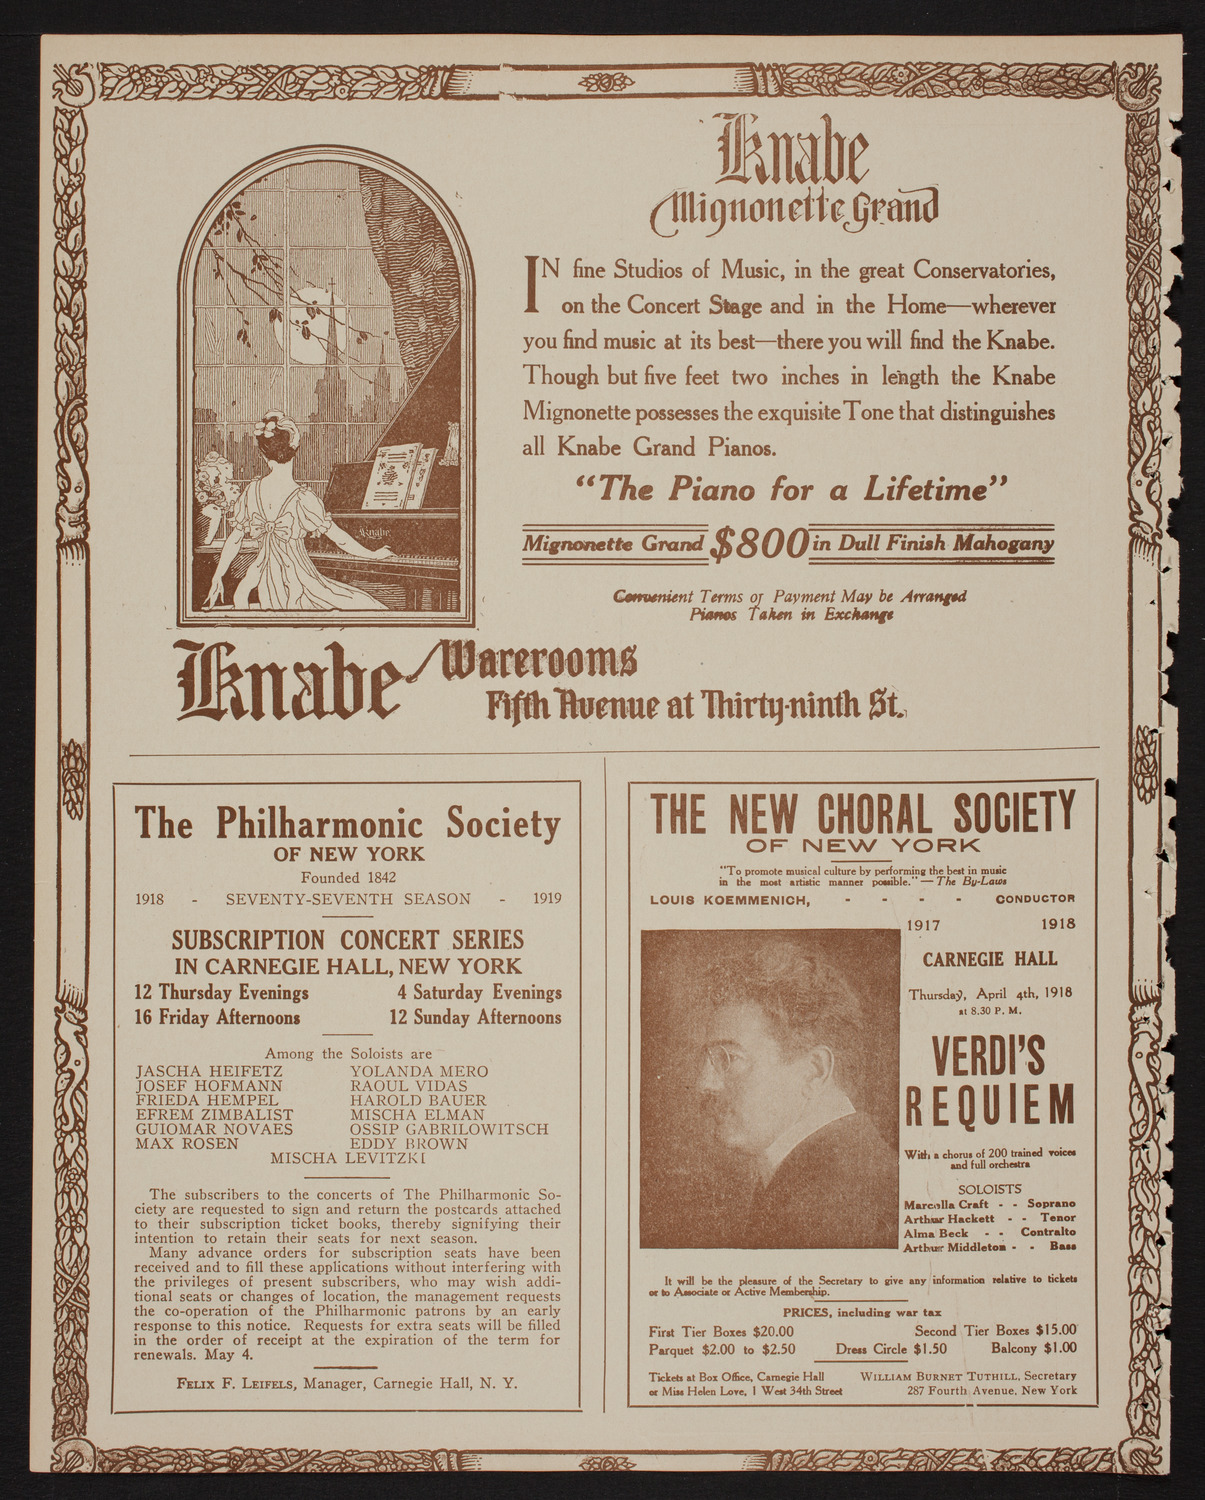 Knabe
Mignonette Grand
IN fine Studios of Music, in the great Conservatories,
on the Concert Stage and in the Home—wherever
you find music at its best—there you will find the Knabe.
Though but five feet two inches in length the Knabe
Mignonette possesses the exquisite Tone that distinguishes
all Knabe Grand Pianos.
"The Piano for a Lifetime"
Mignonette Grand $800 in Dull Finish Mahogany
Convenient Terms of Payment May be Arranged
Pianos Taken in Exchange
Knabe
Knabe Warerooms
Fifth Avenue at Thirty-ninth St.
The Philharmonic Society
OF NEW YORK
Founded 1842
1918 - SEVENTY-SEVENTH SEASON - 1919
SUBSCRIPTION CONCERT SERIES
IN CARNEGIE HALL, NEW YORK
12 Thursday Evenings 4 Saturday Evenings
16 Friday Afternoons 12 Sunday Afternoons
Among the Soloists are
JASCHA HEIFETZ YOLANDA MERO
JOSEF HOFMANN RAOUL VIDAS
FRIEDA HEMPEL HAROLD BAUER
EFREM ZIMBALIST MISCHA ELMAN
GUIOMAR NOVAES OSSIP GABRILOWITSCH
MAX ROSEN EDDY BROWN
MISCHA LEVITZKI
The subscribers to the concerts of The Philharmonic So-
ciety are requested to sign and return the postcards attached
to their subscription ticket books, thereby signifying their
intention to retain their seats for next season.
Many advance orders for subscription seats have been
received and to fill these applications without interfering with
the privileges of present subscribers, who may wish addi-
tional seats or changes of location, the management requests
the co-operation of the Philharmonic patrons by an early
response to this notice. Requests for extra seats will be filled
in the order of receipt at the expiration of the term for
renewals. May 4.
FELIX F. LEIFELS, Manager, Carnegie Hall, N. Y.
THE NEW CHORAL SOCIETY
OF NEW YORK
"To promote musical culture by performing the best in music
in the most artistic manner possible."—The By-Laws
LOUIS KOEMMENICH, - - - - CONDUCTOR
1917 1918
CARNEGIE HALL
Thursday, April 4th, 1918
at 8.30 P. M.
VERDI'S
REQUIEM
With a chorus of 200 trained voices
and full orchestra
SOLOISTS
Marcella Craft - - Soprano
Arthur Hackett - - Tenor
Alma Beck - - Contralto
Arthur Middleton - - Bass
It will be the pleasure of the Secretary to give any information relative to tickets
or to Associate or Active Membership.
PRICES, including war tax
First Tier Boxes $20.00 Second Tier Boxes $15.00
Parquet $2.00 to $2.50 Dress Circle $1.50 Balcony $1.00
Tickets at Box Office, Carnegie Hall WILLIAM BURNET TUTHILL, Secretary
or Miss Helen Love, 1 West 34th Street 287 Fourth Avenue, New York